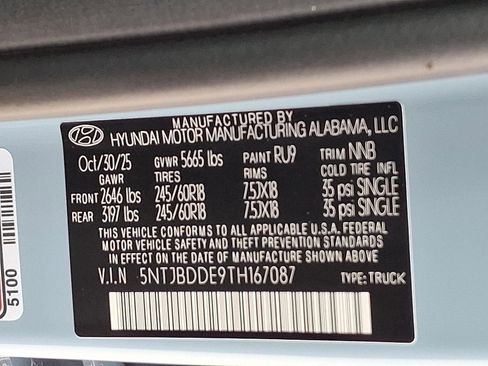 MANUFACTURED BY
HYUNDAI MOTOR MANUFACTURING ALABAMA, LLC
Oct/30/25 GVWR 5665 lbs PAINT RU9 TRIM NNB
GAWR TIRES RIMS COLD TIRE INFL
FRONT 2646 lbs 245/60R18 7.5JX18 35 psi SINGLE
REAR 3197 lbs 245/60R18 7.5JX18 35 psi SINGLE
THIS VEHICLE CONFORMS TO ALL APPLICABLE U.S.A. FEDERAL
MOTOR VEHICLE SAFETY AND THEFT PREVENTION STANDARDS
IN EFFECT ON THE DATE OF MANUFACTURE SHOWN ABOVE.
V.I.N 5NTJBDDE9TH167087 TYPE: TRUCK
5100